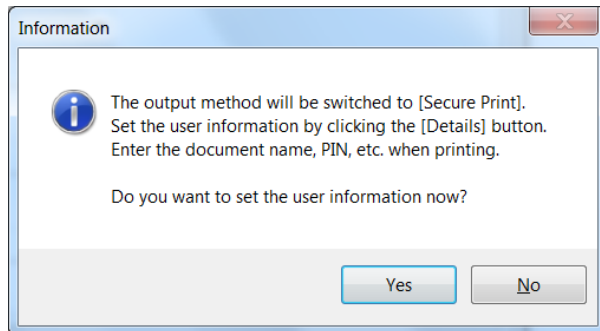 Information
The output method will be switched to [Secure Print].
Set the user information by clicking the [Details] button.
Enter the document name, PIN, etc. when printing.
Do you want to set the user information now?
Yes
No